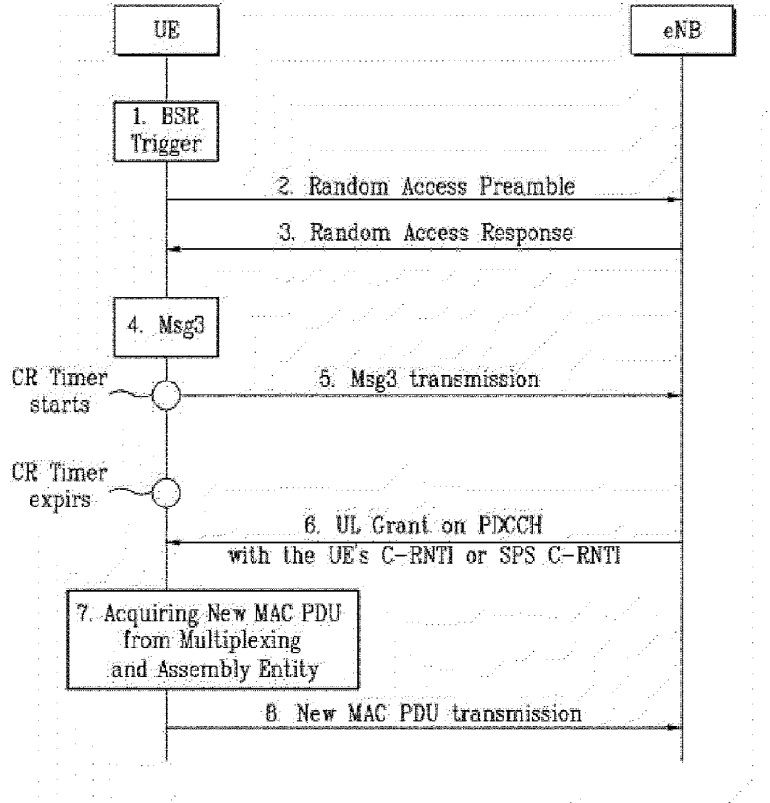 UE
eNB
1. BSR
Trigger
2. Random Access Preamble
3. Random Access Response
4. Msg3
CR Timer
starts
5. Msg3 transmission
CR Timer
expirs
6. UL Grant on PDCCH
with the UE's C-RNTI or SPS C-RNTI
7. Acquiring New MAC PDU
from Multiplexing
and Assembly Entity
8. New MAC PDU transmission